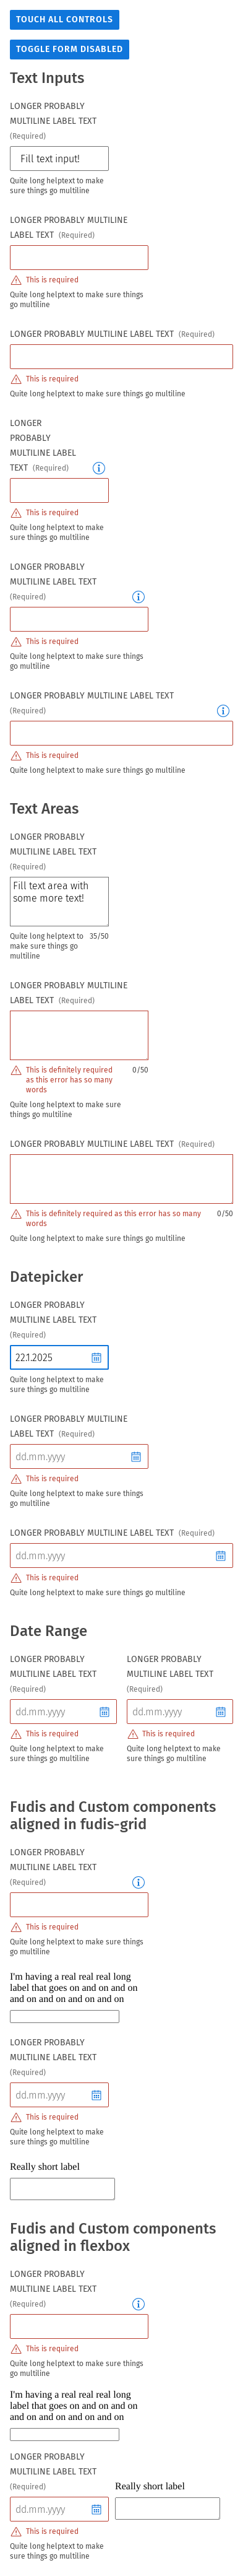 TOUCH ALL CONTROLS
TOGGLE FORM DISABLED
Text Inputs
LONGER PROBABLY
MULTILINE LABEL TEXT
(Required)
Fill text input!
Quite long helptext to make
sure things go multiline
LONGER PROBABLY MULTILINE
LABEL TEXT (Required)
This is required
Quite long helptext to make sure things
go multiline
LONGER PROBABLY MULTILINE LABEL TEXT (Required)
This is required
Quite long helptext to make sure things go multiline
LONGER
PROBABLY
MULTILINE LABEL
TEXT (Required)
This is required
Quite long helptext to make
sure things go multiline
LONGER PROBABLY
MULTILINE LABEL TEXT
(Required)
This is required
Quite long helptext to make sure things
go multiline
LONGER PROBABLY MULTILINE LABEL TEXT
(Required)
This is required
Quite long helptext to make sure things go multiline
Text Areas
LONGER PROBABLY
MULTILINE LABEL TEXT
(Required)
Fill text area with
some more text!
Quite long helptext to 35/50
make sure things go
multiline
LONGER PROBABLY MULTILINE
LABEL TEXT (Required)
This is definitely required 0/50
as this error has so many
words
Quite long helptext to make sure
things go multiline
LONGER PROBABLY MULTILINE LABEL TEXT (Required)
This is definitely required as this error has so many 0/50
words
Quite long helptext to make sure things go multiline
Datepicker
LONGER PROBABLY
MULTILINE LABEL TEXT
(Required)
22.1.2025
Quite long helptext to make
sure things go multiline
LONGER PROBABLY MULTILINE
LABEL TEXT (Required)
dd.mm.yyyy
This is required
Quite long helptext to make sure things
go multiline
LONGER PROBABLY MULTILINE LABEL TEXT (Required)
dd.mm.yyyy
This is required
Quite long helptext to make sure things go multiline
Date Range
LONGER PROBABLY LONGER PROBABLY
MULTILINE LABEL TEXT MULTILINE LABEL TEXT
(Required) (Required)
dd.mm.yyyy dd.mm.yyyy
This is required This is required
Quite long helptext to make Quite long helptext to make
sure things go multiline sure things go multiline
Fudis and Custom components
aligned in fudis-grid
LONGER PROBABLY
MULTILINE LABEL TEXT
(Required)
This is required
Quite long helptext to make sure things
go multiline
I'm having a real real real long
label that goes on and on and on
and on and on and on and on
LONGER PROBABLY
MULTILINE LABEL TEXT
(Required)
dd.mm.yyyy
This is required
Quite long helptext to make
sure things go multiline
Really short label
Fudis and Custom components
aligned in flexbox
LONGER PROBABLY
MULTILINE LABEL TEXT
(Required)
This is required
Quite long helptext to make sure things
go multiline
I'm having a real real real long
label that goes on and on and on
and on and on and on and on
LONGER PROBABLY
MULTILINE LABEL TEXT
(Required) Really short label
dd.mm.yyyy
This is required
Quite long helptext to make
sure things go multiline